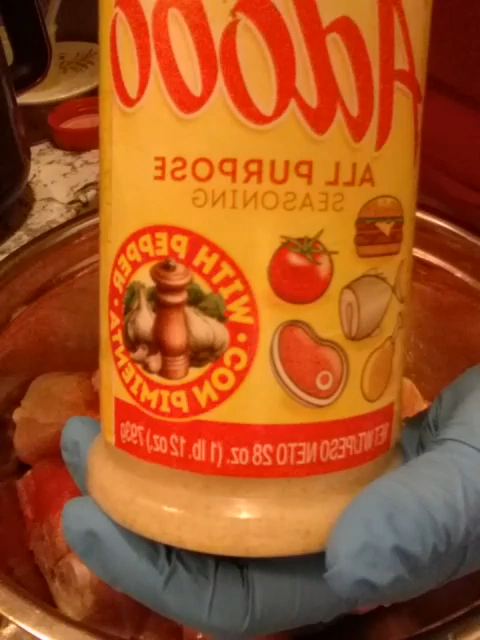 Adobo
ALL PURPOSE
SEASONING
WITH PEPPER
CON PIMIENTA
NET WT./PESO NETO 28 oz. (1 lb. 12 oz.) 793g